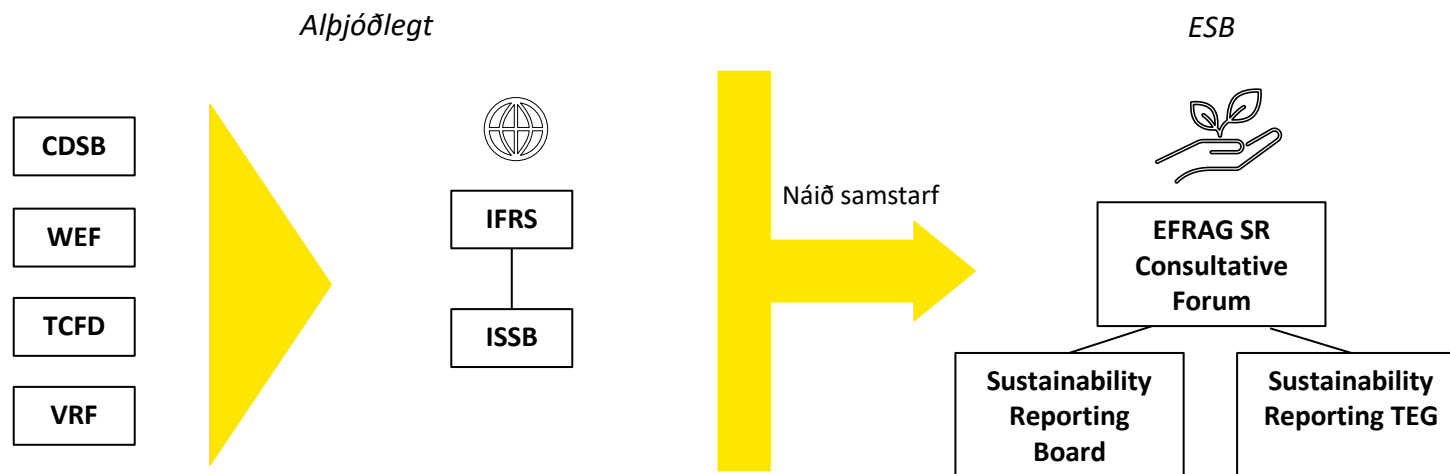 Alþjóðlegt
CDSB
WEF
TCFD
VRF
IFRS
ISSB
Náið samstarf
ESB
EFRAG SR
Consultative
Forum
Sustainability
Reporting
Board
Sustainability
Reporting TEG